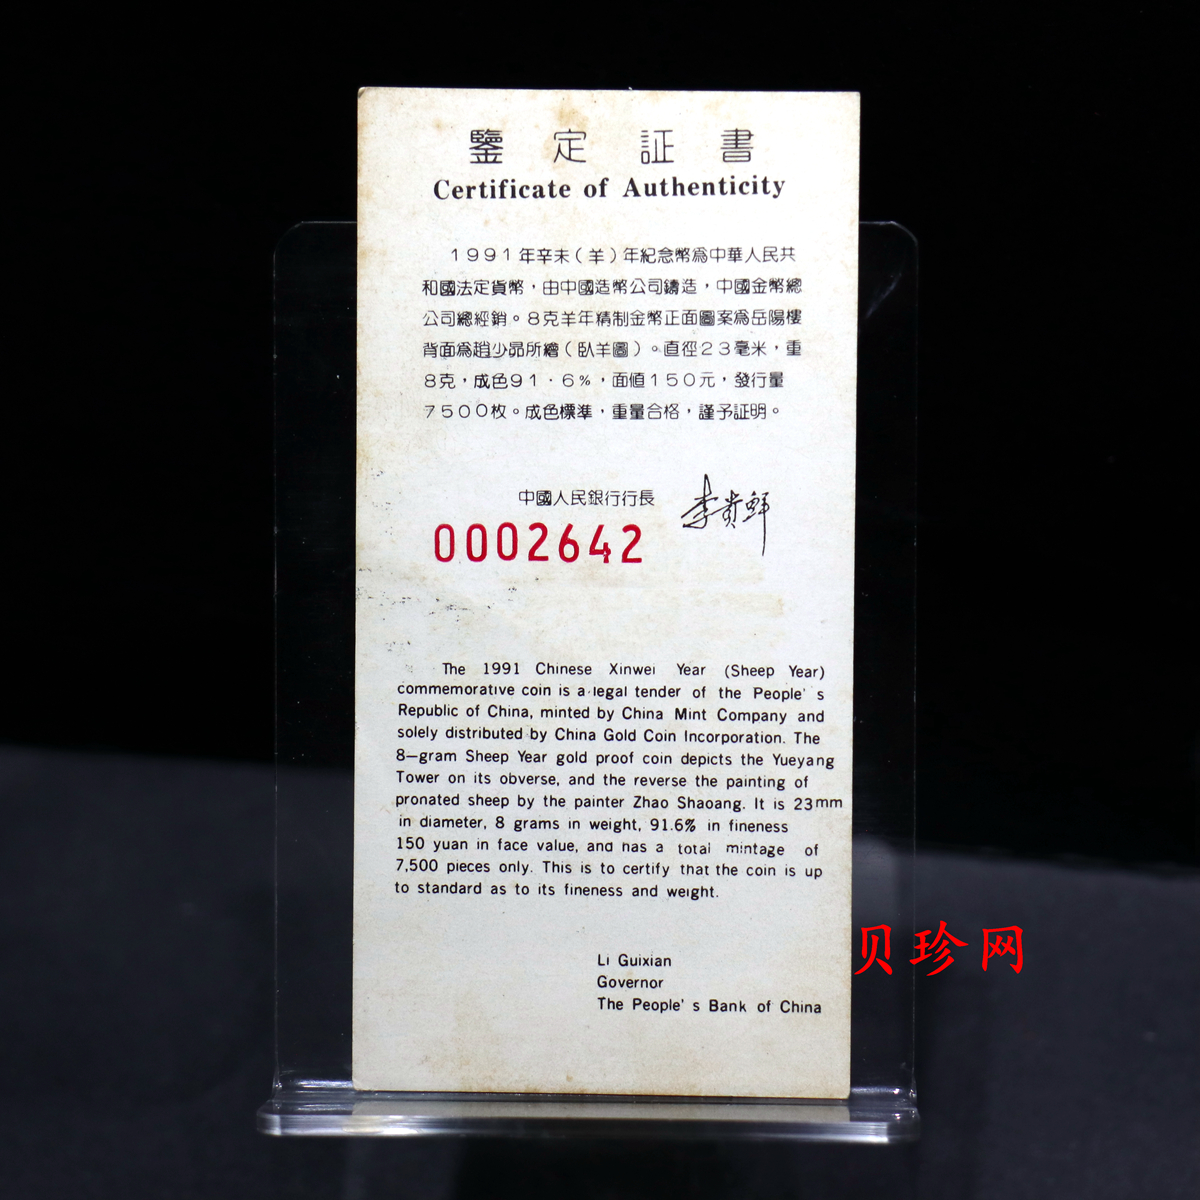 鑒定証書
Certificate of Authenticity
1991年辛未(羊)年紀念幣為中華人民共
和國法定貨幣，由中國造幣公司鑄造，中國金幣總
公司總經銷。8克羊年精制金幣正面圖案為岳陽樓
背面為趙少昂所繪(臥羊圖)。直徑23毫米，重
8克，成色91·6%，面值150元，發行量
7500枚。成色標準，重量合格，謹予証明。
中國人民銀行行長 李贵鲜
0002642
The 1991 Chinese Xinwei Year (Sheep Year)
commemorative coin is a legal tender of the People's
Republic of China, minted by China Mint Company and
solely distributed by China Gold Coin Incorporation. The
8-gram Sheep Year gold proof coin depicts the Yueyang
Tower on its obverse, and the reverse the painting of
pronated sheep by the painter Zhao Shaoang. It is 23mm
in diameter, 8 grams in weight, 91.6% in fineness
150 yuan in face value, and has a total mintage of
7,500 pieces only. This is to certify that the coin is up
to standard as to its fineness and weight.
Li Guixian
Governor
The People's Bank of China
贝珍网